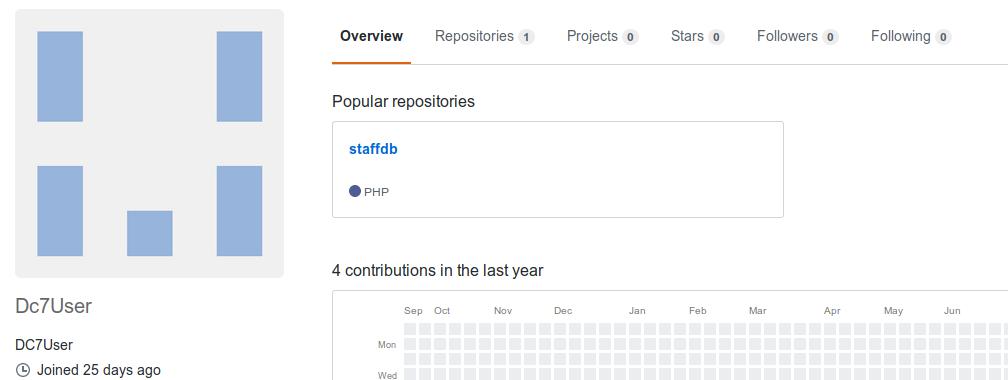 Overview Repositories 1 Projects 0 Stars 0 Followers 0 Following 0
Popular repositories
staffdb
PHP
4 contributions in the last year
Sep Oct Nov Dec Jan Feb Mar Apr May Jun
Mon
Wed
Dc7User
DC7User
Joined 25 days ago